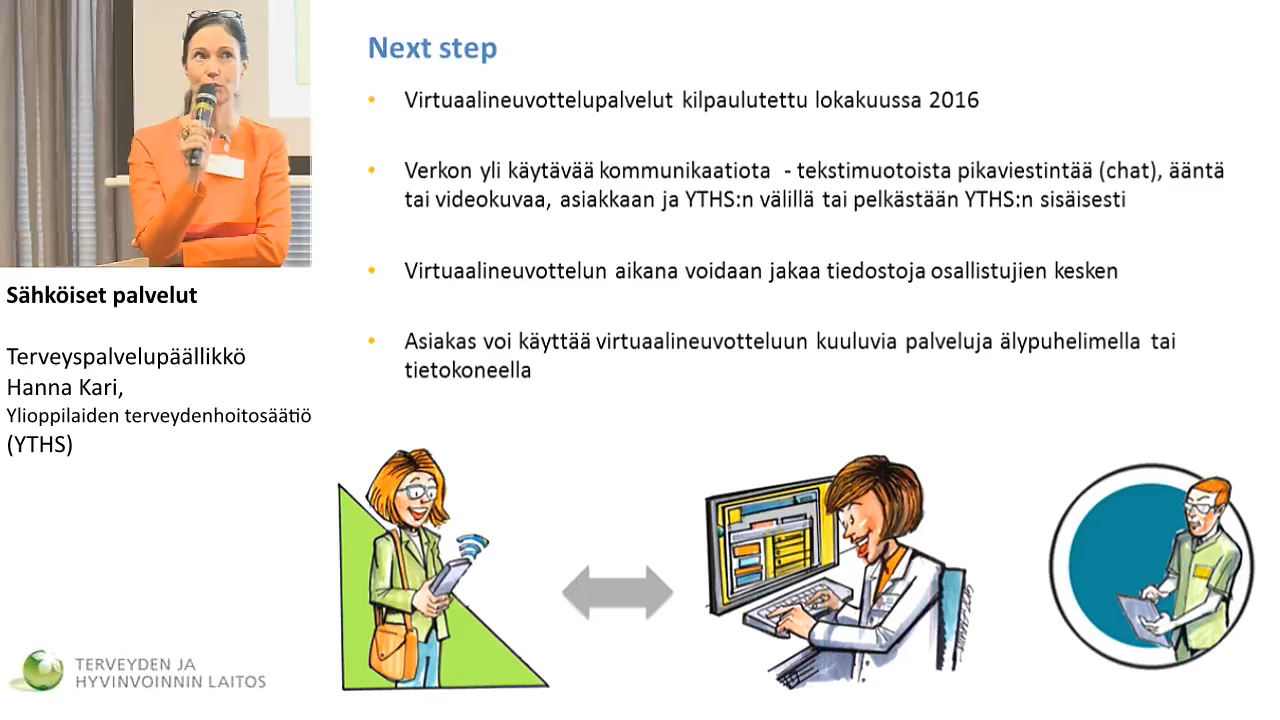 Next step
• Virtuaalineuvottelupalvelut kilpaulutettu lokakuussa 2016
• Verkon yli käytävää kommunikaatiota - tekstimuotoista pikaviestintää (chat), ääntä
tai videokuvaa, asiakkaan ja YTHS:n välillä tai pelkästään YTHS:n sisäisesti
• Virtuaalineuvottelun aikana voidaan jakaa tiedostoja osallistujien kesken
• Asiakas voi käyttää virtuaalineuvotteluun kuuluvia palveluja älypuhelimella tai
tietokoneella
Sähköiset palvelut
Terveyspalvelupäällikkö
Hanna Kari,
Ylioppilaiden terveydenhoitosäätiö
(YTHS)
TERVEYDEN JA
HYVINVOINNIN LAITOS